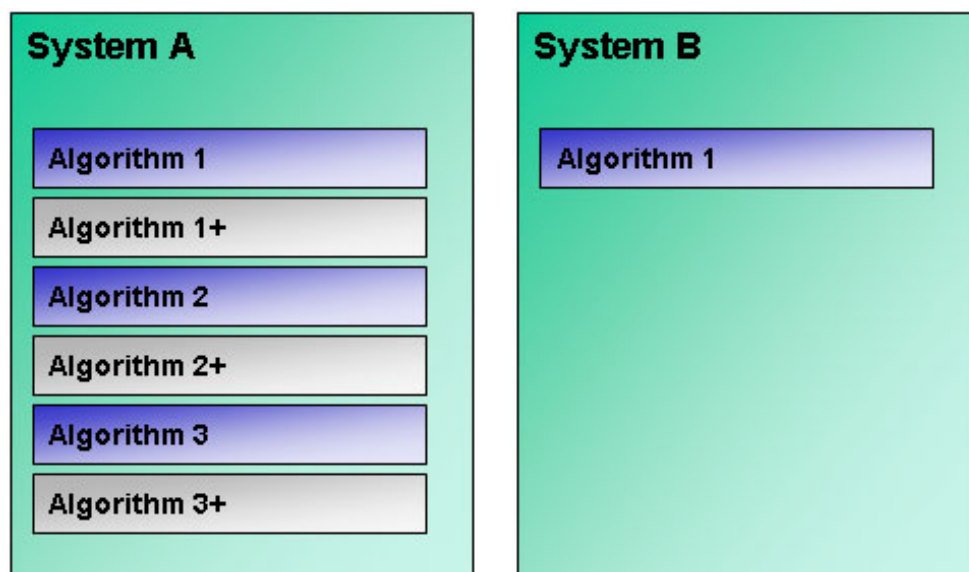 System A
Algorithm 1
Algorithm 1+
Algorithm 2
Algorithm 2+
Algorithm 3
Algorithm 3+
System B
Algorithm 1